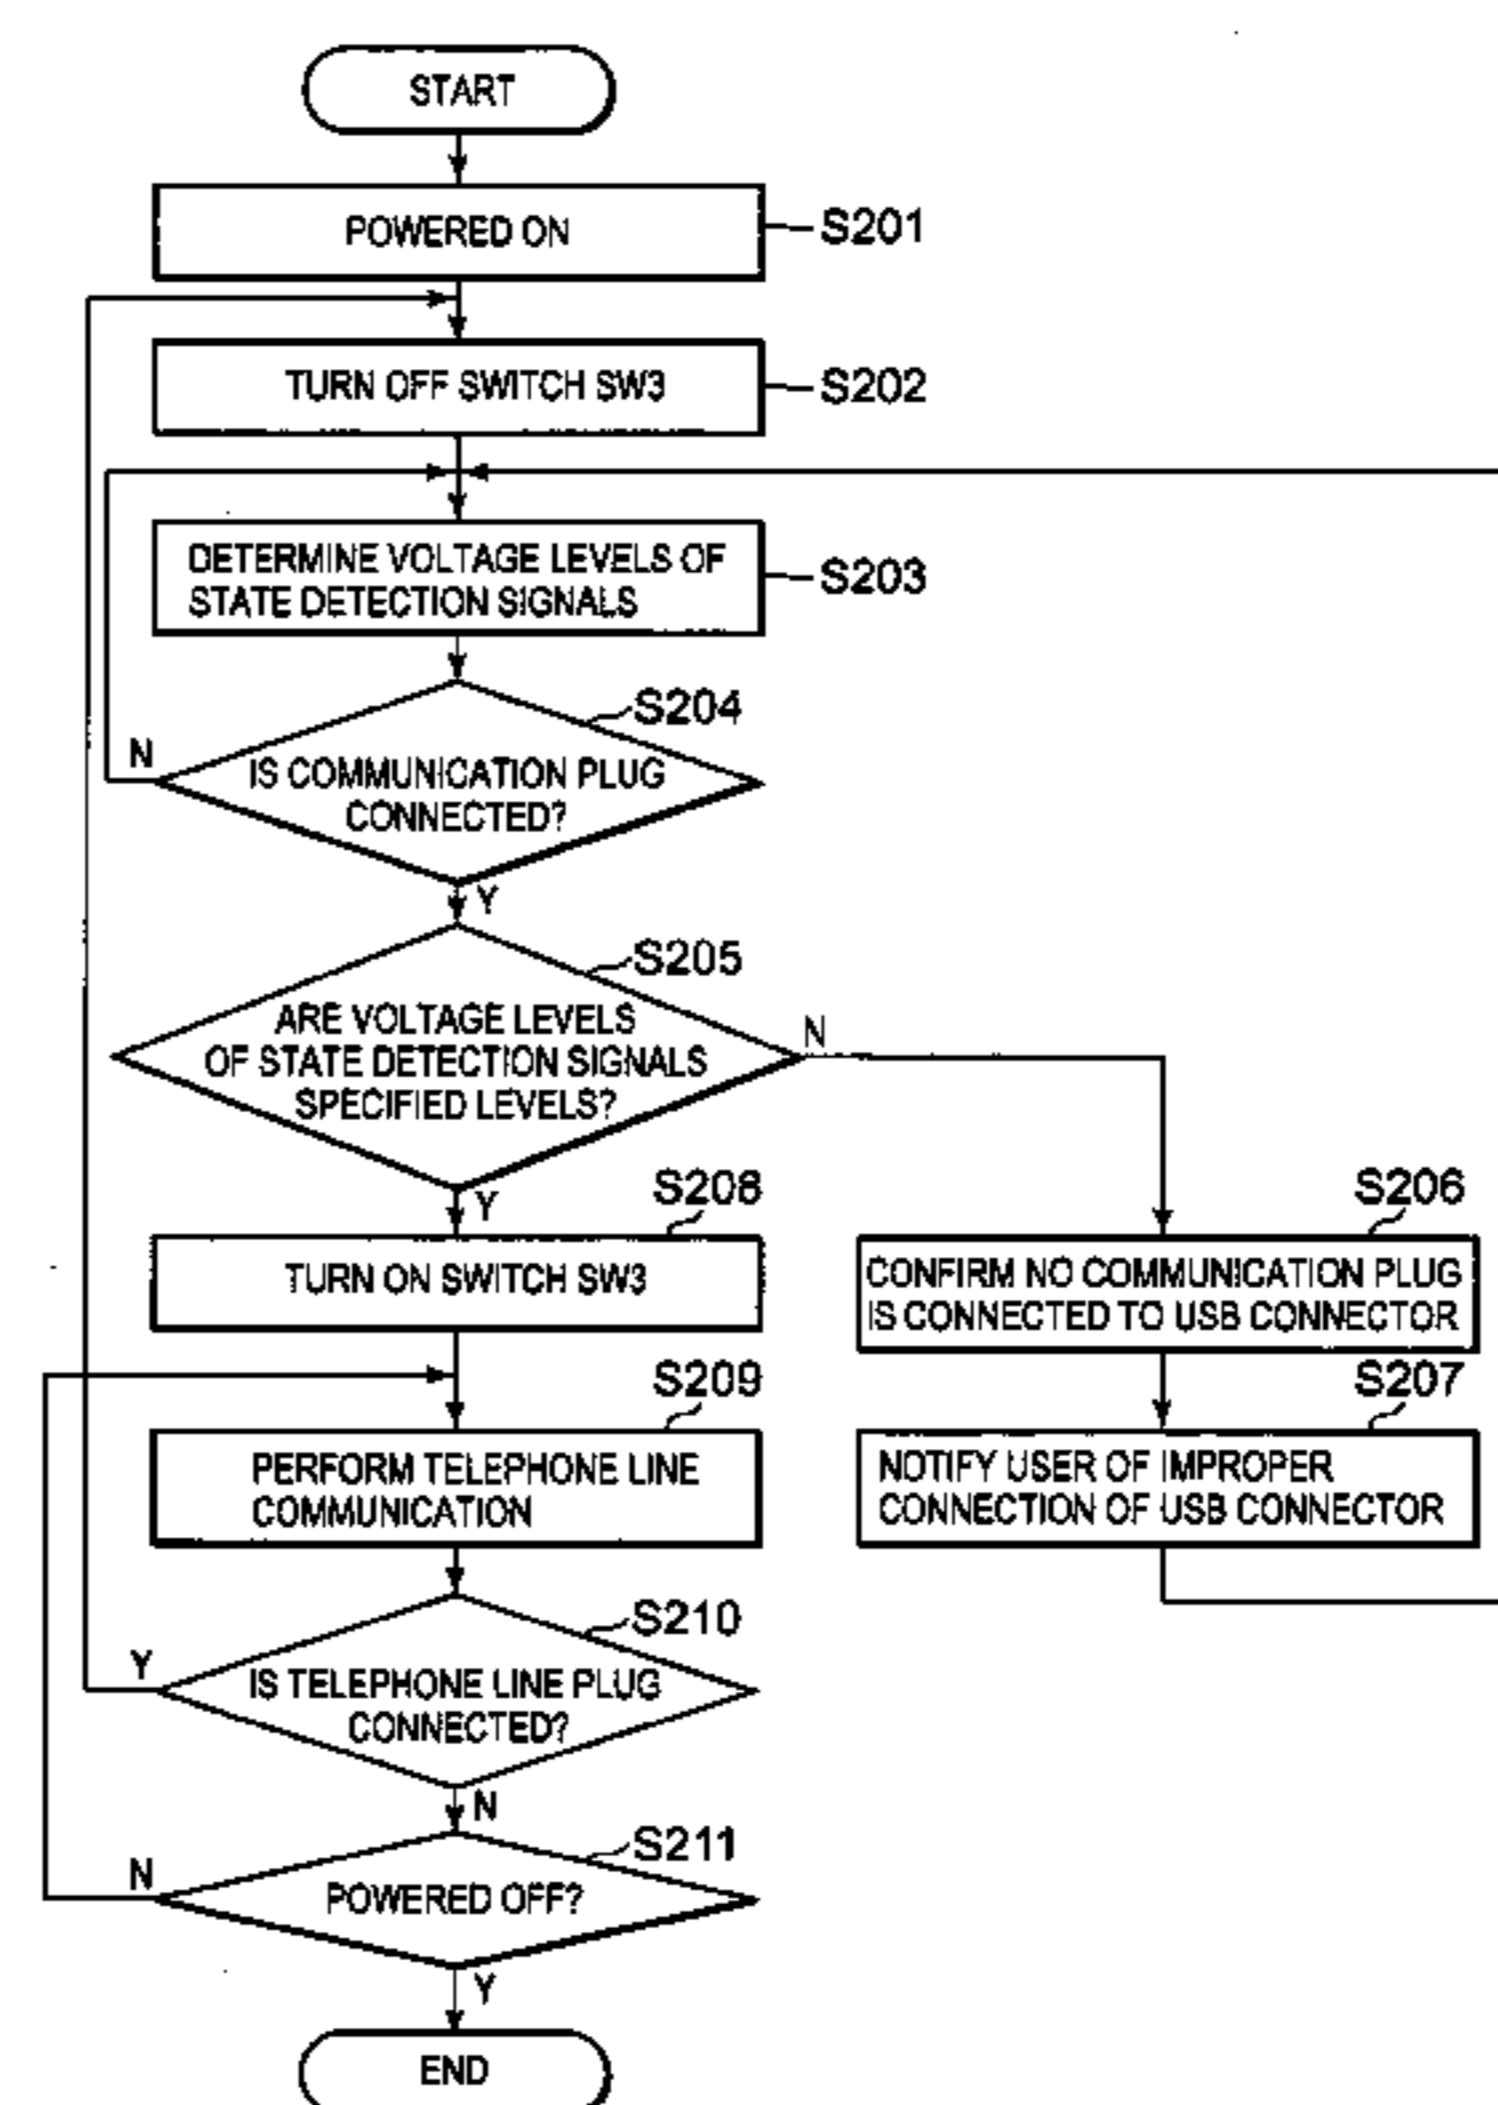 START
POWERED ON
S201
TURN OFF SWITCH SW3
S202
DETERMINE VOLTAGE LEVELS OF
STATE DETECTION SIGNALS
S203
S204
N
IS COMMUNICATION PLUG
CONNECTED?
Y
S205
ARE VOLTAGE LEVELS
OF STATE DETECTION SIGNALS
SPECIFIED LEVELS?
N
Y
S208
TURN ON SWITCH SW3
S206
CONFIRM NO COMMUNICATION PLUG
IS CONNECTED TO USB CONNECTOR
S209
PERFORM TELEPHONE LINE
COMMUNICATION
S207
NOTIFY USER OF IMPROPER
CONNECTION OF USB CONNECTOR
S210
Y
IS TELEPHONE LINE PLUG
CONNECTED?
N
S211
N
POWERED OFF?
Y
END